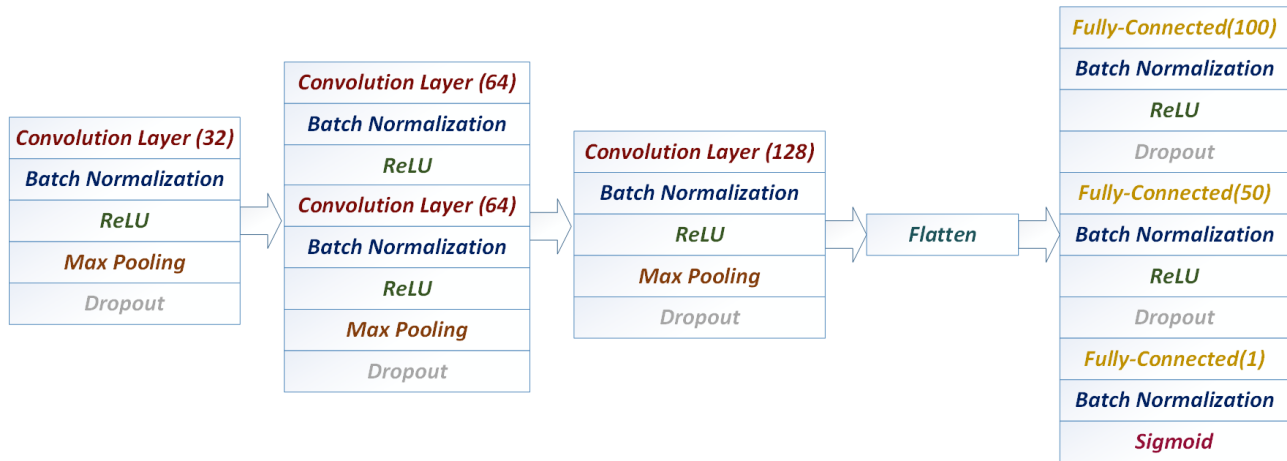 Convolution Layer (32)
Batch Normalization
ReLU
Max Pooling
Dropout
Convolution Layer (64)
Batch Normalization
ReLU
Convolution Layer (64)
Batch Normalization
ReLU
Max Pooling
Dropout
Convolution Layer (128)
Batch Normalization
ReLU
Max Pooling
Dropout
Flatten
Fully-Connected(100)
Batch Normalization
ReLU
Dropout
Fully-Connected(50)
Batch Normalization
ReLU
Dropout
Fully-Connected(1)
Batch Normalization
Sigmoid